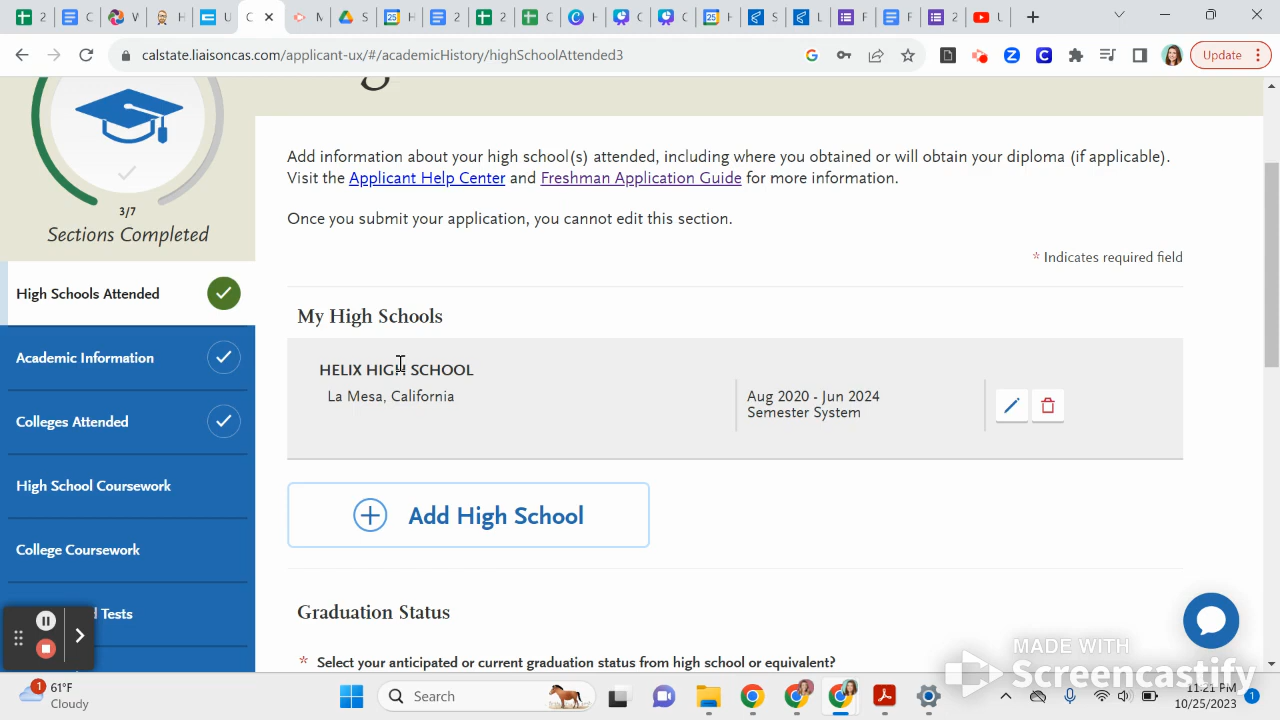 calstate.liaisoncas.com/applicant-ux/#/academicHistory/highSchoolAttended3
Update
3/7
Sections Completed
High Schools Attended
Academic Information
Colleges Attended
High School Coursework
College Coursework
Tests
Add information about your high school(s) attended, including where you obtained or will obtain your diploma (if applicable).
Visit the Applicant Help Center and Freshman Application Guide for more information.
Once you submit your application, you cannot edit this section.
* Indicates required field
My High Schools
HELIX HIGH SCHOOL
La Mesa, California
Aug 2020 - Jun 2024
Semester System
Add High School
Graduation Status
* Select your anticipated or current graduation status from high school or equivalent?
MADE WITH
Screencastify
1
61°F
Cloudy
Search
11:21 PM
10/25/2023
1